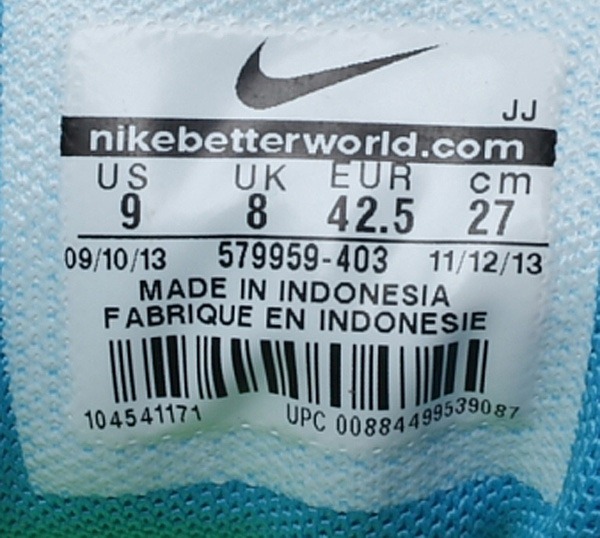 JJ
nikebetterworld.com
US UK EUR cm
9 8 42.5 27
09/10/13 579959-403 11/12/13
MADE IN INDONESIA
FABRIQUE EN INDONESIE
104541171 UPC 00884499539087